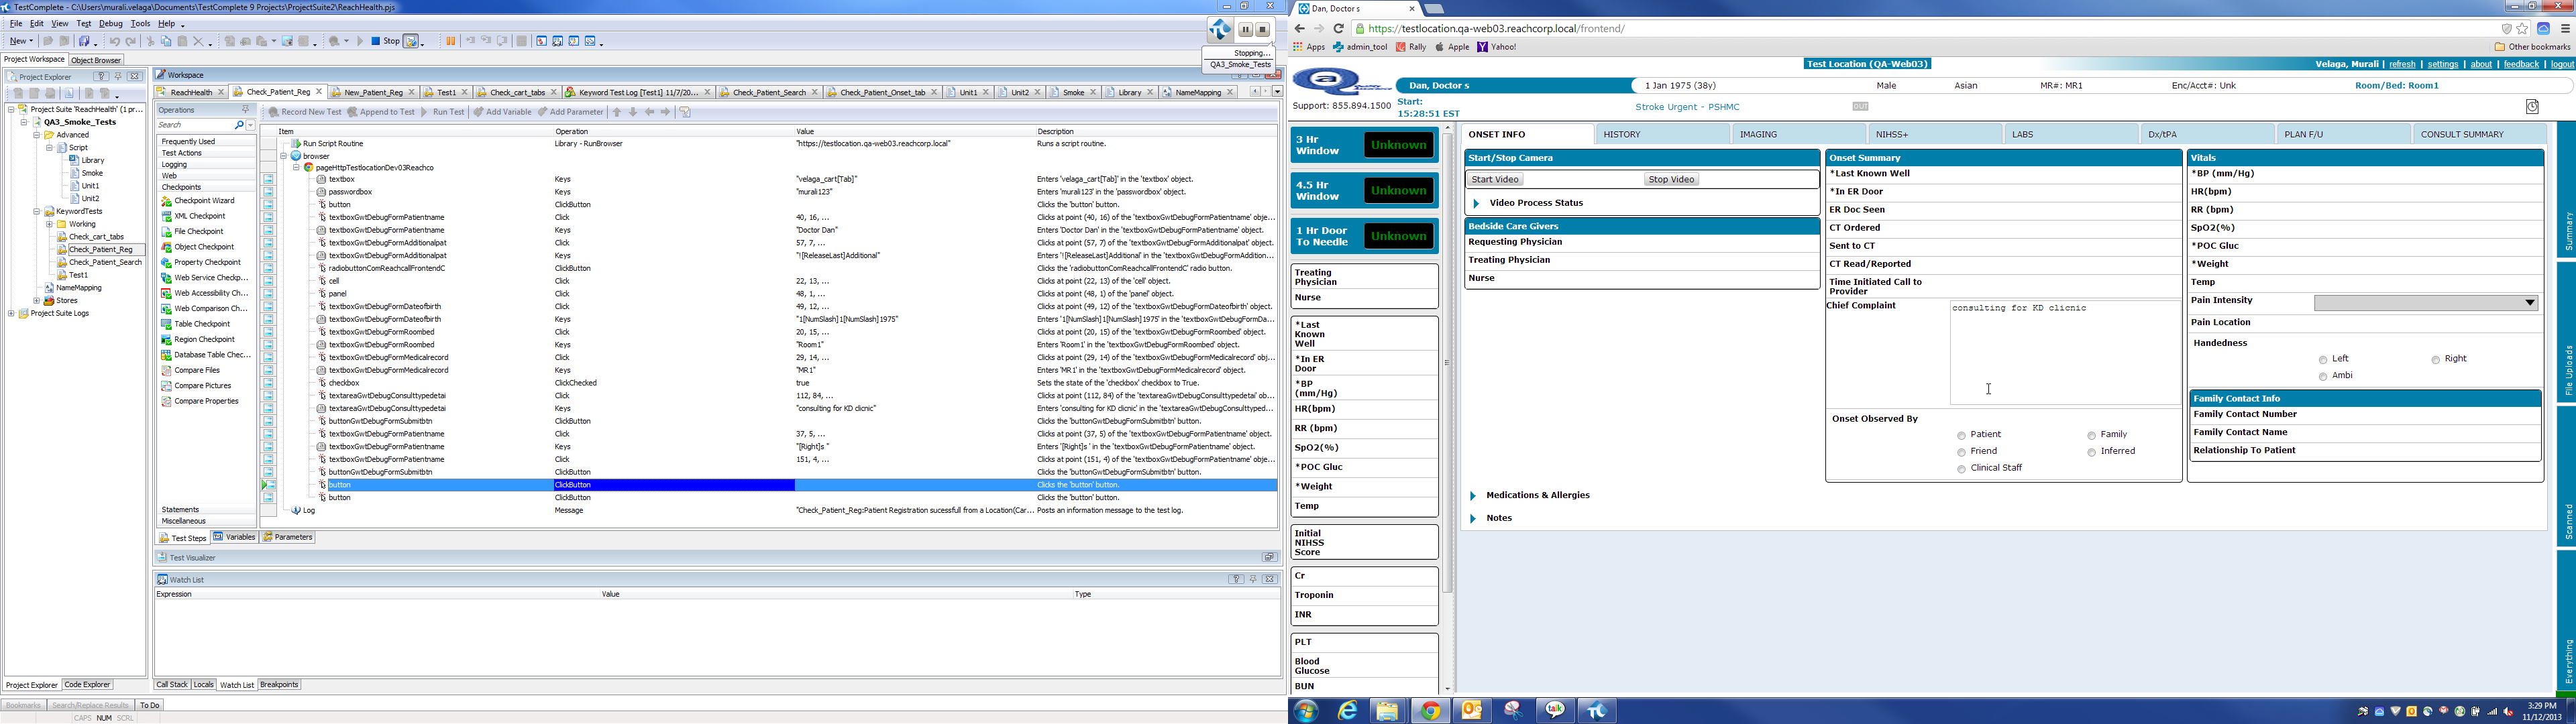 TestComplete - C:\Users\murali.velaga\Documents\TestComplete 9 Projects\ProjectSuite2\ReachHealth.pjs
File Edit View Test Debug Tools Help
New Stop
Stopping...
QA3_Smoke_Tests
Project Workspace Object Browser
Project Explorer
Project Suite 'ReachHealth' (1 pr...
QA3_Smoke_Tests
Advanced
Script
Library
Smoke
Unit1
Unit2
KeywordTests
Working
Check_cart_tabs
Check_Patient_Reg
Check_Patient_Search
Test1
NameMapping
Stores
Project Suite Logs
Project Explorer Code Explorer
Workspace
ReachHealth Check_Patient_Reg New_Patient_Reg Test1 Check_cart_tabs Keyword Test Log [Test1] 11/7/20... Check_Patient_Search Check_Patient_Onset_tab Unit1 Unit2 Smoke Library NameMapping
Operations
Search
Frequently Used
Test Actions
Logging
Web
Checkpoints
Checkpoint Wizard
XML Checkpoint
File Checkpoint
Object Checkpoint
Property Checkpoint
Web Service Checkp...
Web Accessibility Ch...
Web Comparison Ch...
Table Checkpoint
Region Checkpoint
Database Table Chec...
Compare Files
Compare Pictures
Compare Properties
Statements
Miscellaneous
Record New Test Append to Test Run Test Add Variable Add Parameter
Item Operation Value Description
Run Script Routine Library - RunBrowser "https://testlocation.qa-web03.reachcorp.local" Runs a script routine.
browser
pageHttpTestlocationDev03Reachco
textbox Keys "velaga_cart[Tab]" Enters 'velaga_cart[Tab]' in the 'textbox' object.
passwordbox Keys "murali123" Enters 'murali123' in the 'passwordbox' object.
button ClickButton Clicks the 'button' button.
textboxGwtDebugFormPatientname Click 40, 16, ... Clicks at point (40, 16) of the 'textboxGwtDebugFormPatientname' obje...
textboxGwtDebugFormPatientname Keys "Doctor Dan" Enters 'Doctor Dan' in the 'textboxGwtDebugFormPatientname' object.
textboxGwtDebugFormAdditionalpat Click 57, 7, ... Clicks at point (57, 7) of the 'textboxGwtDebugFormAdditionalpat' object.
textboxGwtDebugFormAdditionalpat Keys "![ReleaseLast]Additional" Enters '![ReleaseLast]Additional' in the 'textboxGwtDebugFormAddition...
radiobuttonComReachcallFrontendC ClickButton Clicks the 'radiobuttonComReachcallFrontendC' radio button.
cell Click 22, 13, ... Clicks at point (22, 13) of the 'cell' object.
panel Click 48, 1, ... Clicks at point (48, 1) of the 'panel' object.
textboxGwtDebugFormDateofbirth Click 49, 12, ... Clicks at point (49, 12) of the 'textboxGwtDebugFormDateofbirth' object.
textboxGwtDebugFormDateofbirth Keys "1[NumSlash]1[NumSlash]1975" Enters '1[NumSlash]1[NumSlash]1975' in the 'textboxGwtDebugFormDa...
textboxGwtDebugFormRoombed Click 20, 15, ... Clicks at point (20, 15) of the 'textboxGwtDebugFormRoombed' object.
textboxGwtDebugFormRoombed Keys "Room1" Enters 'Room1' in the 'textboxGwtDebugFormRoombed' object.
textboxGwtDebugFormMedicalrecord Click 29, 14, ... Clicks at point (29, 14) of the 'textboxGwtDebugFormMedicalrecord' obj...
textboxGwtDebugFormMedicalrecord Keys "MR1" Enters 'MR1' in the 'textboxGwtDebugFormMedicalrecord' object.
checkbox ClickChecked true Sets the state of the 'checkbox' checkbox to True.
textareaGwtDebugConsulttypedetai Click 112, 84, ... Clicks at point (112, 84) of the 'textareaGwtDebugConsulttypedetai' obj...
textareaGwtDebugConsulttypedetai Keys "consulting for KD clicnic" Enters 'consulting for KD clicnic' in the 'textareaGwtDebugConsulttyped...
buttonGwtDebugFormSubmitbtn ClickButton Clicks the 'buttonGwtDebugFormSubmitbtn' button.
textboxGwtDebugFormPatientname Click 37, 5, ... Clicks at point (37, 5) of the 'textboxGwtDebugFormPatientname' object.
textboxGwtDebugFormPatientname Keys "[Right]s " Enters '[Right]s ' in the 'textboxGwtDebugFormPatientname' object.
textboxGwtDebugFormPatientname Click 151, 4, ... Clicks at point (151, 4) of the 'textboxGwtDebugFormPatientname' obje...
buttonGwtDebugFormSubmitbtn ClickButton Clicks the 'buttonGwtDebugFormSubmitbtn' button.
button ClickButton Clicks the 'button' button.
button ClickButton Clicks the 'button' button.
Log Message "Check_Patient_Reg:Patient Registration sucessfull from a Location(Car... Posts an information message to the test log.
Test Steps Variables Parameters
Test Visualizer
Watch List
Expression Value Type
Call Stack Locals Watch List Breakpoints
Bookmarks Search/Replace Results To Do
CAPS NUM SCRL
Dan, Doctor s
https://testlocation.qa-web03.reachcorp.local/frontend/
Apps admin_tool Rally Apple Yahoo! Other bookmarks
Test Location (QA-Web03)
Velaga, Murali | refresh | settings | about | feedback | logout
Dan, Doctor s 1 Jan 1975 (38y) Male Asian MR#: MR1 Enc/Acct#: Unk Room/Bed: Room1
Support: 855.894.1500
Start:
15:28:51 EST
Stroke Urgent - PSHMC
OUT
3 Hr
Window
Unknown
4.5 Hr
Window
Unknown
1 Hr Door
To Needle
Unknown
Treating
Physician
Nurse
*Last
Known
Well
*In ER
Door
*BP
(mm/Hg)
HR(bpm)
RR (bpm)
SpO2(%)
*POC Gluc
*Weight
Temp
Initial
NIHSS
Score
Cr
Troponin
INR
PLT
Blood
Glucose
BUN
ONSET INFO HISTORY IMAGING NIHSS+ LABS Dx/tPA PLAN F/U CONSULT SUMMARY
Start/Stop Camera
Start Video Stop Video
Video Process Status
Bedside Care Givers
Requesting Physician
Treating Physician
Nurse
Onset Summary
*Last Known Well
*In ER Door
ER Doc Seen
CT Ordered
Sent to CT
CT Read/Reported
Time Initiated Call to
Provider
Chief Complaint
consulting for KD clicnic
Onset Observed By
Patient Family
Friend Inferred
Clinical Staff
Vitals
*BP (mm/Hg)
HR(bpm)
RR (bpm)
SpO2(%)
*POC Gluc
*Weight
Temp
Pain Intensity
Pain Location
Handedness
Left Right
Ambi
Family Contact Info
Family Contact Number
Family Contact Name
Relationship To Patient
Medications & Allergies
Notes
Summary
File Uploads
Scanned
Everything
talk
3:29 PM
11/12/2013